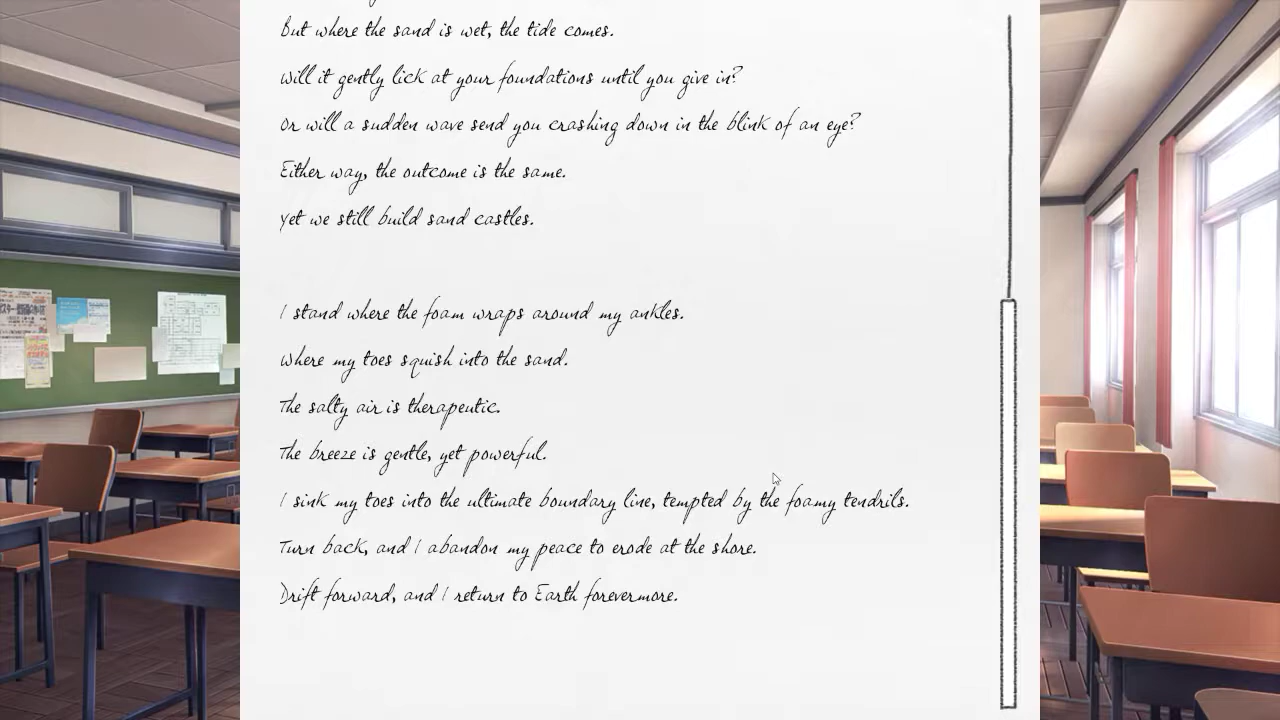 But where the sand is wet, the tide comes.
Will it gently lick at your foundations until you give in?
Or will a sudden wave send you crashing down in the blink of an eye?
Either way, the outcome is the same.
Yet we still build sand castles.
I stand where the foam wraps around my ankles.
Where my toes squish into the sand.
The salty air is therapeutic.
The breeze is gentle, yet powerful.
I sink my toes into the ultimate boundary line, tempted by the foamy tendrils.
Turn back, and I abandon my peace to erode at the shore.
Drift forward, and I return to Earth forevermore.